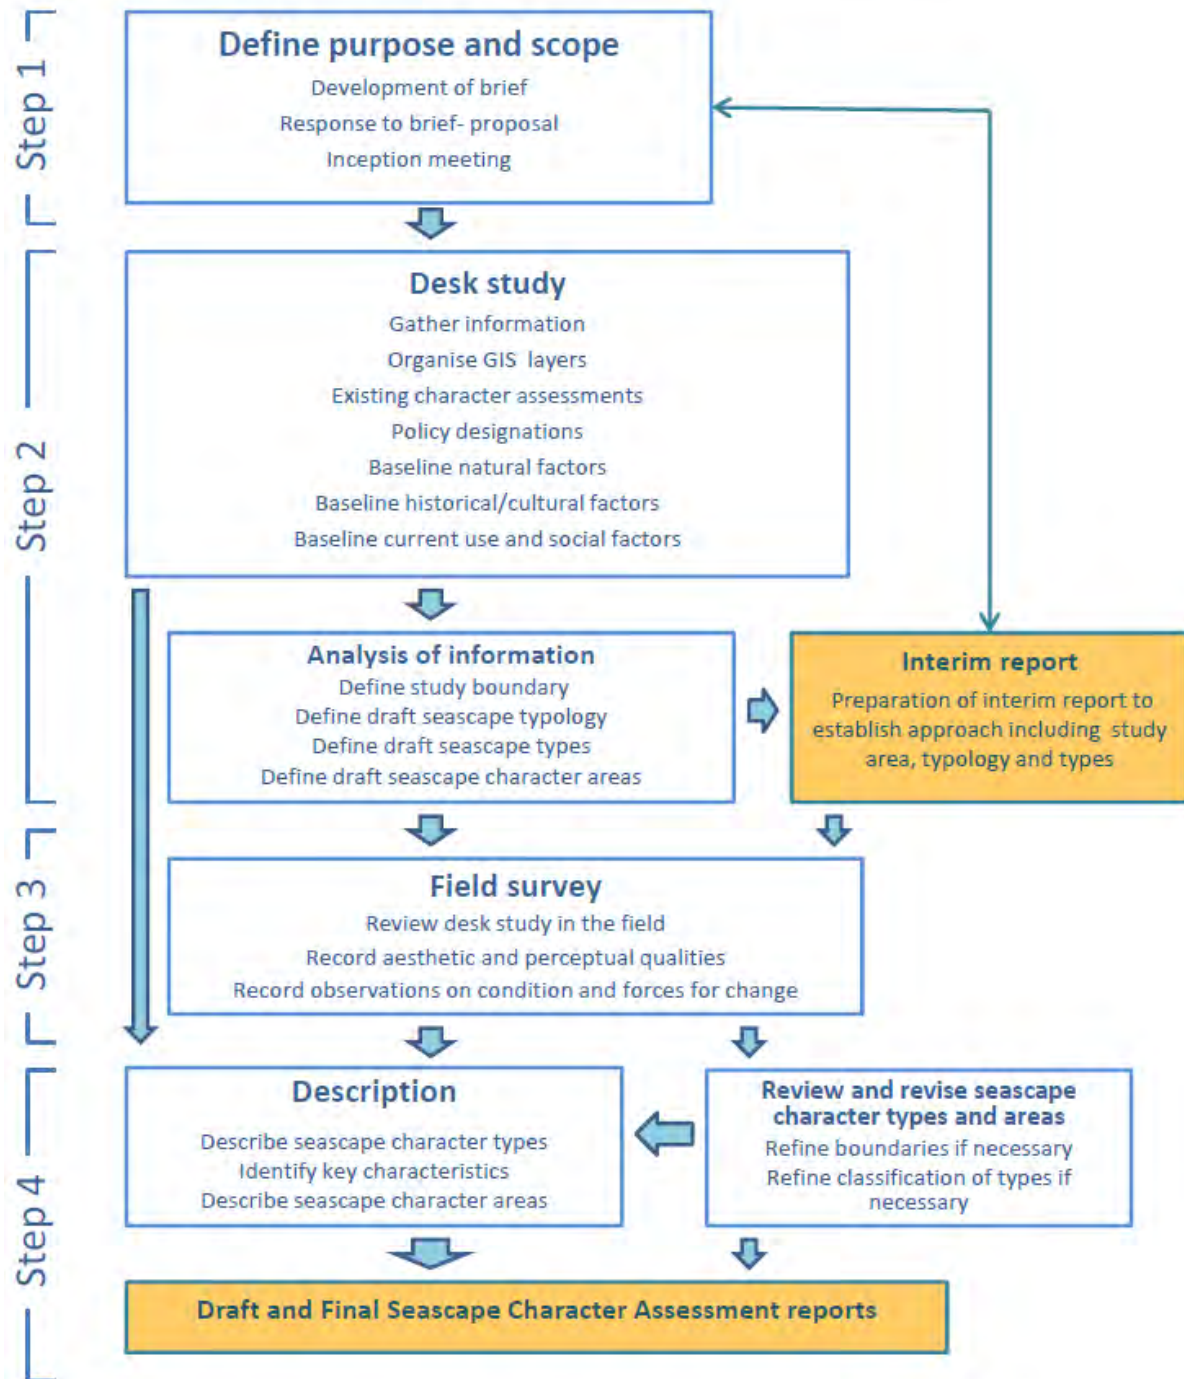 Step 1
Define purpose and scope
Development of brief
Response to brief- proposal
Inception meeting
Step 2
Desk study
Gather information
Organise GIS layers
Existing character assessments
Policy designations
Baseline natural factors
Baseline historical/cultural factors
Baseline current use and social factors
Analysis of information
Define study boundary
Define draft seascape typology
Define draft seascape types
Define draft seascape character areas
Interim report
Preparation of interim report to
establish approach including study
area, typology and types
Step 3
Field survey
Review desk study in the field
Record aesthetic and perceptual qualities
Record observations on condition and forces for change
Step 4
Description
Describe seascape character types
Identify key characteristics
Describe seascape character areas
Review and revise seascape
character types and areas
Refine boundaries if necessary
Refine classification of types if
necessary
Draft and Final Seascape Character Assessment reports